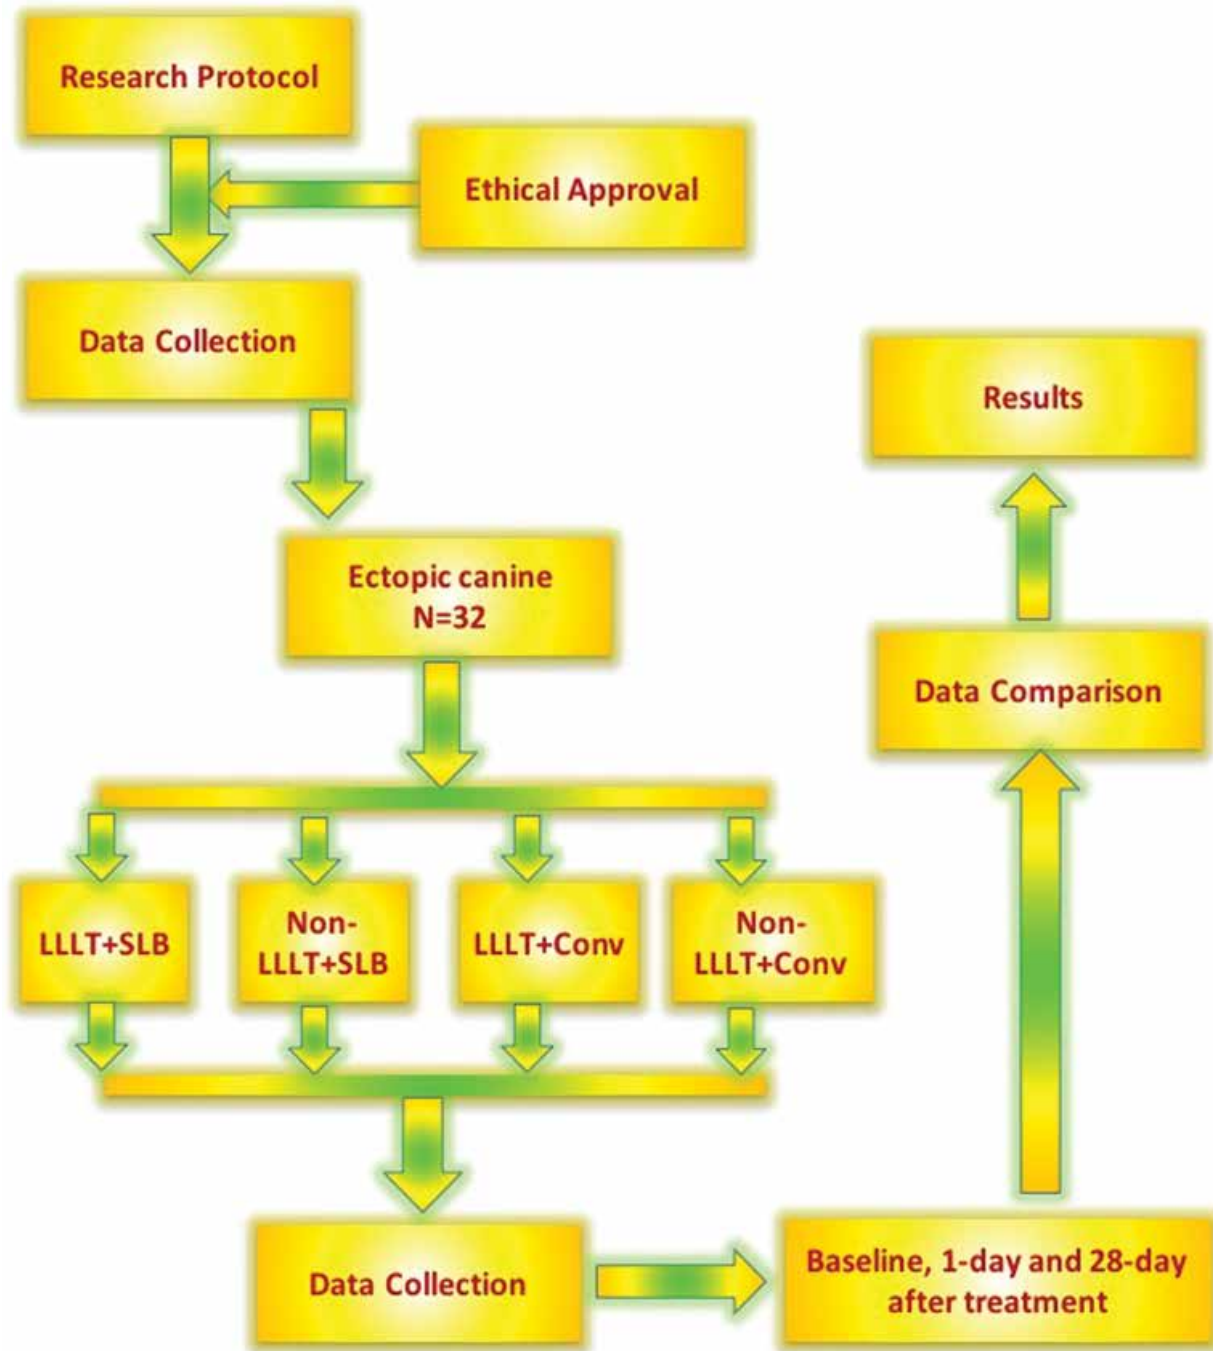 Research Protocol
Ethical Approval
Data Collection
Ectopic canine
N=32
LLLT+SLB
Non-
LLLT+SLB
LLLT+Conv
Non-
LLLT+Conv
Data Collection
Baseline, 1-day and 28-day
after treatment
Data Comparison
Results